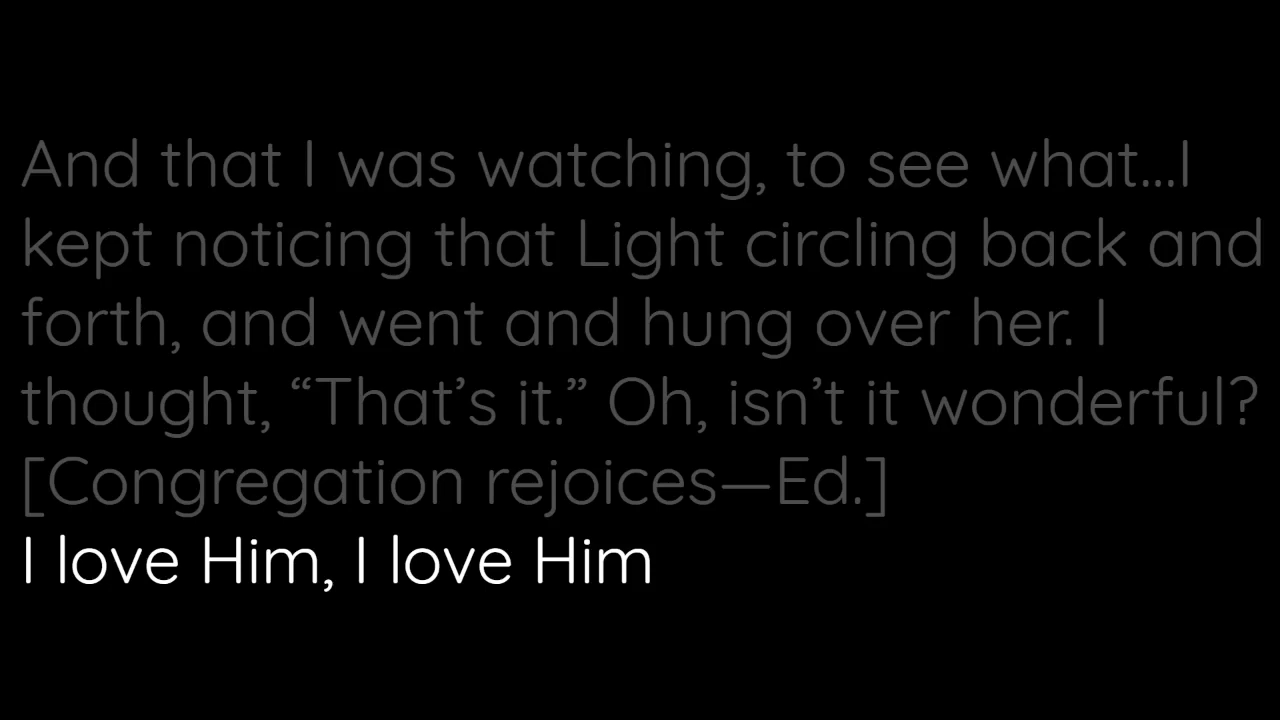 And that I was watching, to see what...I
kept noticing that Light circling back and
forth, and went and hung over her. I
thought, “That’s it.” Oh, isn’t it wonderful?
[Congregation rejoices—Ed.]
I love Him, I love Him